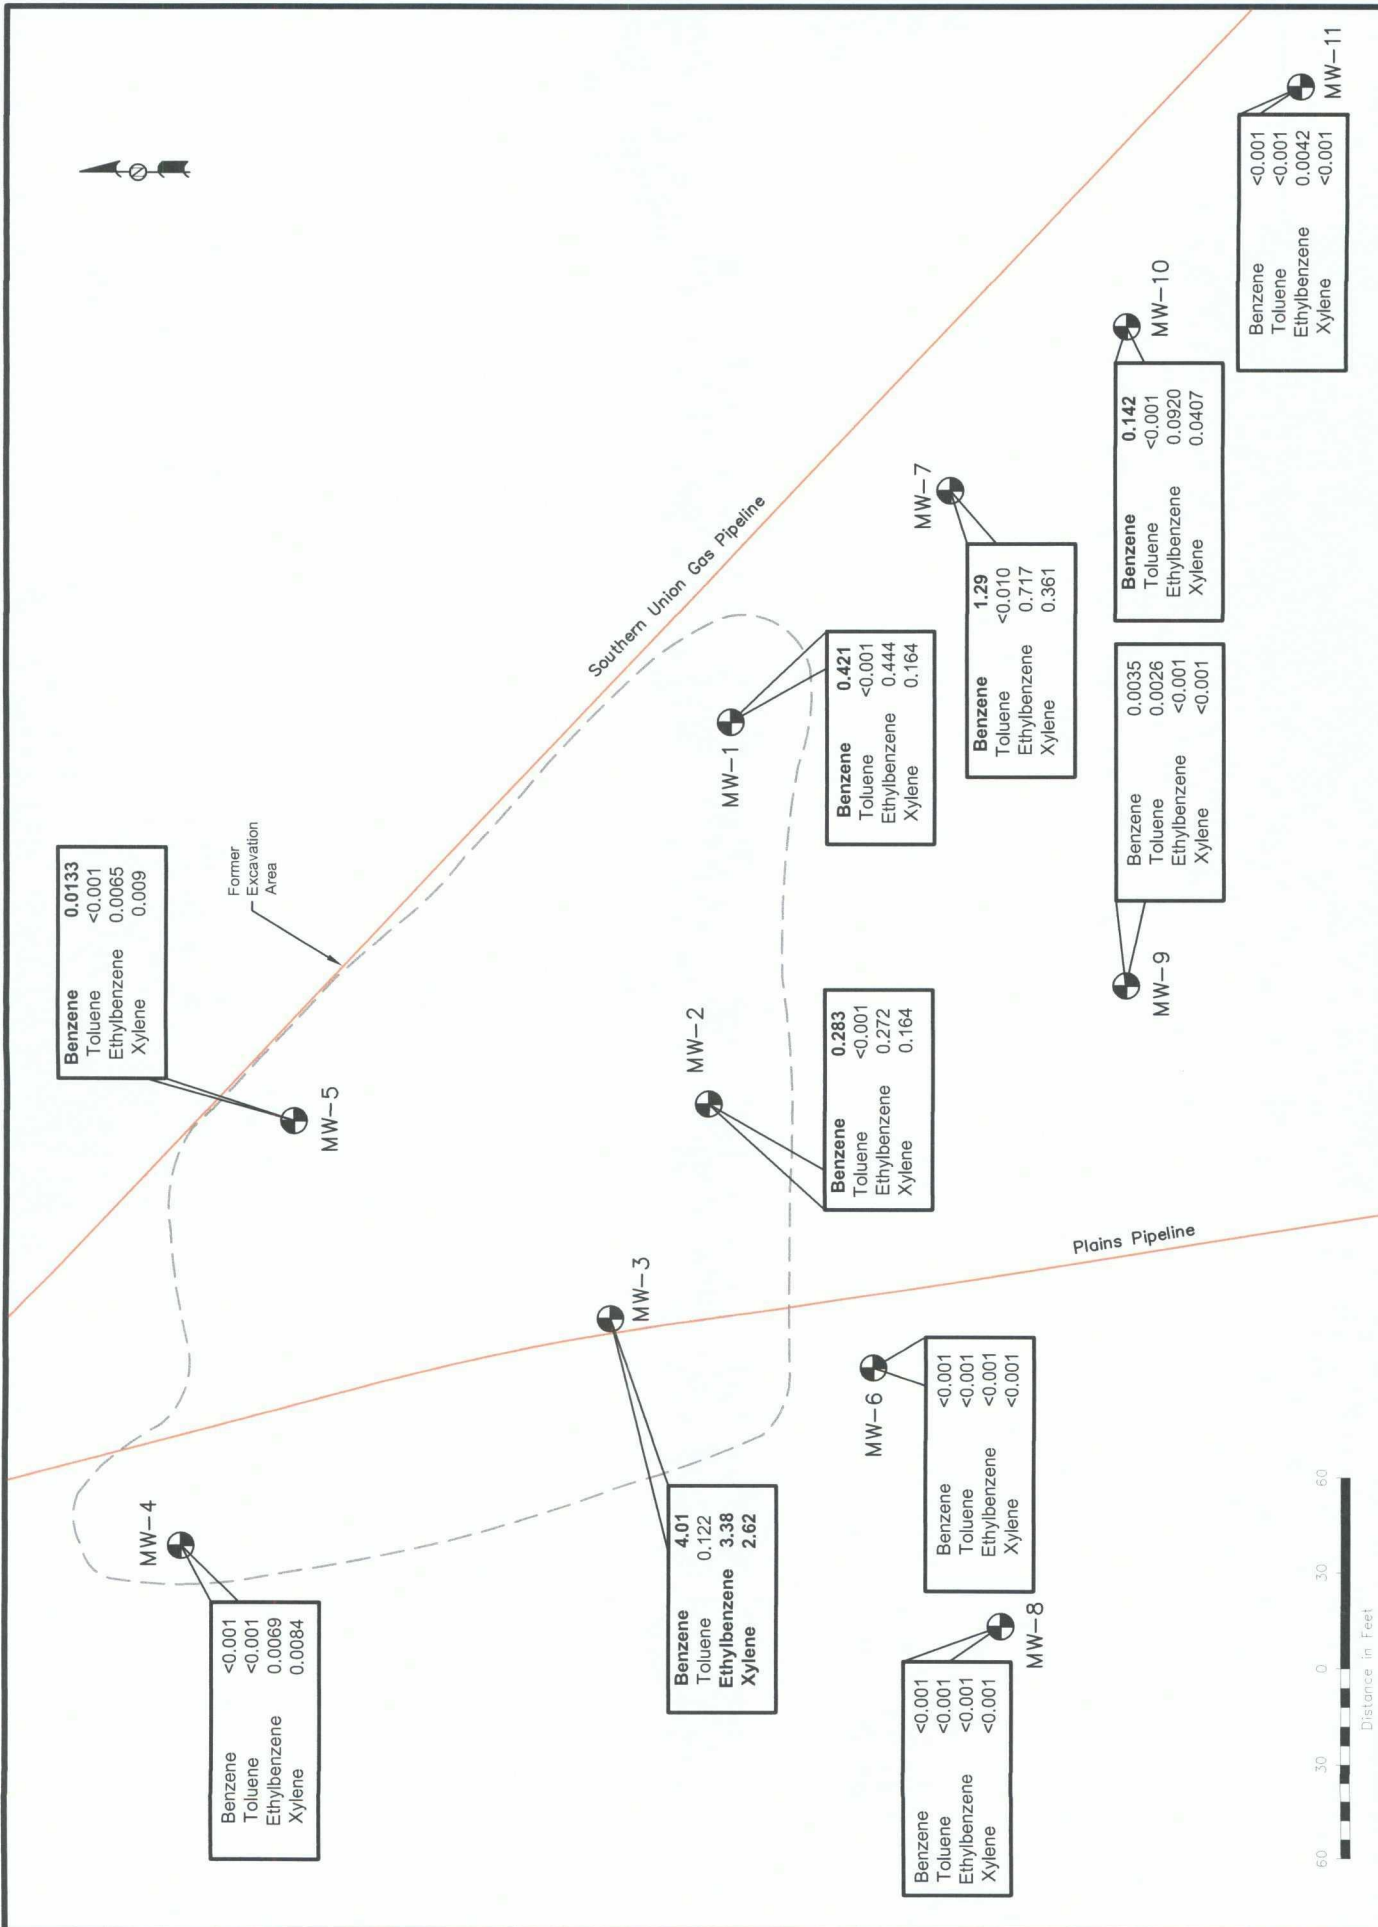 MW-4
Benzene <0.001
Toluene <0.001
Ethylbenzene 0.0069
Xylene 0.0084
Benzene 0.0133
Toluene <0.001
Ethylbenzene 0.0065
Xylene 0.009
MW-5
Former
Excavation
Area
N
Southern Union Gas Pipeline
MW-3
Benzene 4.01
Toluene 0.122
Ethylbenzene 3.38
Xylene 2.62
MW-2
Benzene 0.283
Toluene <0.001
Ethylbenzene 0.272
Xylene 0.164
MW-1
Benzene 0.421
Toluene <0.001
Ethylbenzene 0.444
Xylene 0.164
MW-7
Benzene 1.29
Toluene <0.010
Ethylbenzene 0.717
Xylene 0.361
MW-6
Benzene <0.001
Toluene <0.001
Ethylbenzene <0.001
Xylene <0.001
Benzene <0.001
Toluene <0.001
Ethylbenzene <0.001
Xylene <0.001
MW-8
Plains Pipeline
Benzene 0.0035
Toluene 0.0026
Ethylbenzene <0.001
Xylene <0.001
MW-9
Benzene 0.142
Toluene <0.001
Ethylbenzene 0.0920
Xylene 0.0407
MW-10
Benzene <0.001
Toluene <0.001
Ethylbenzene 0.0042
Xylene <0.001
MW-11
60 30 0 30 60
Distance in Feet